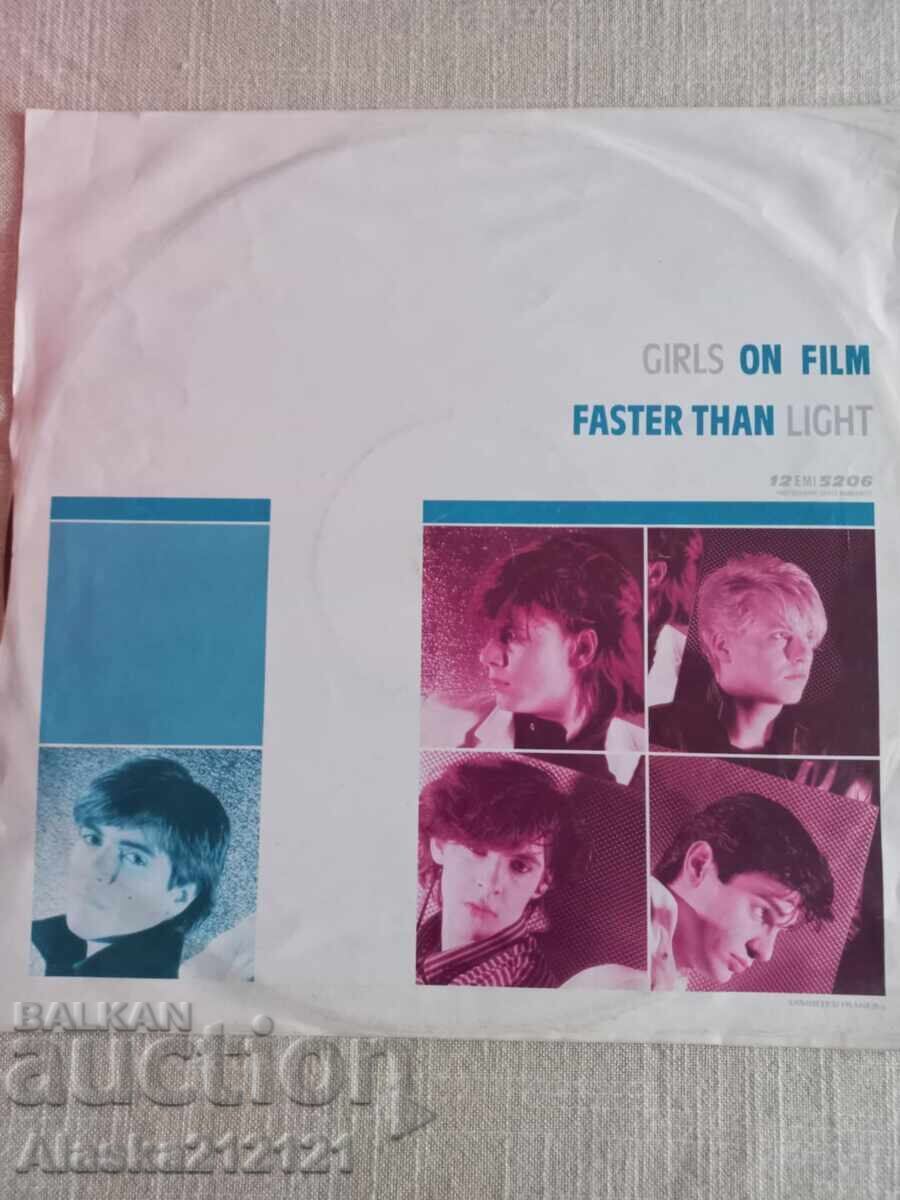 GIRLS ON FILM
FASTER THAN LIGHT
12 EMI 5206
BALKAN
auction
Alaska212121